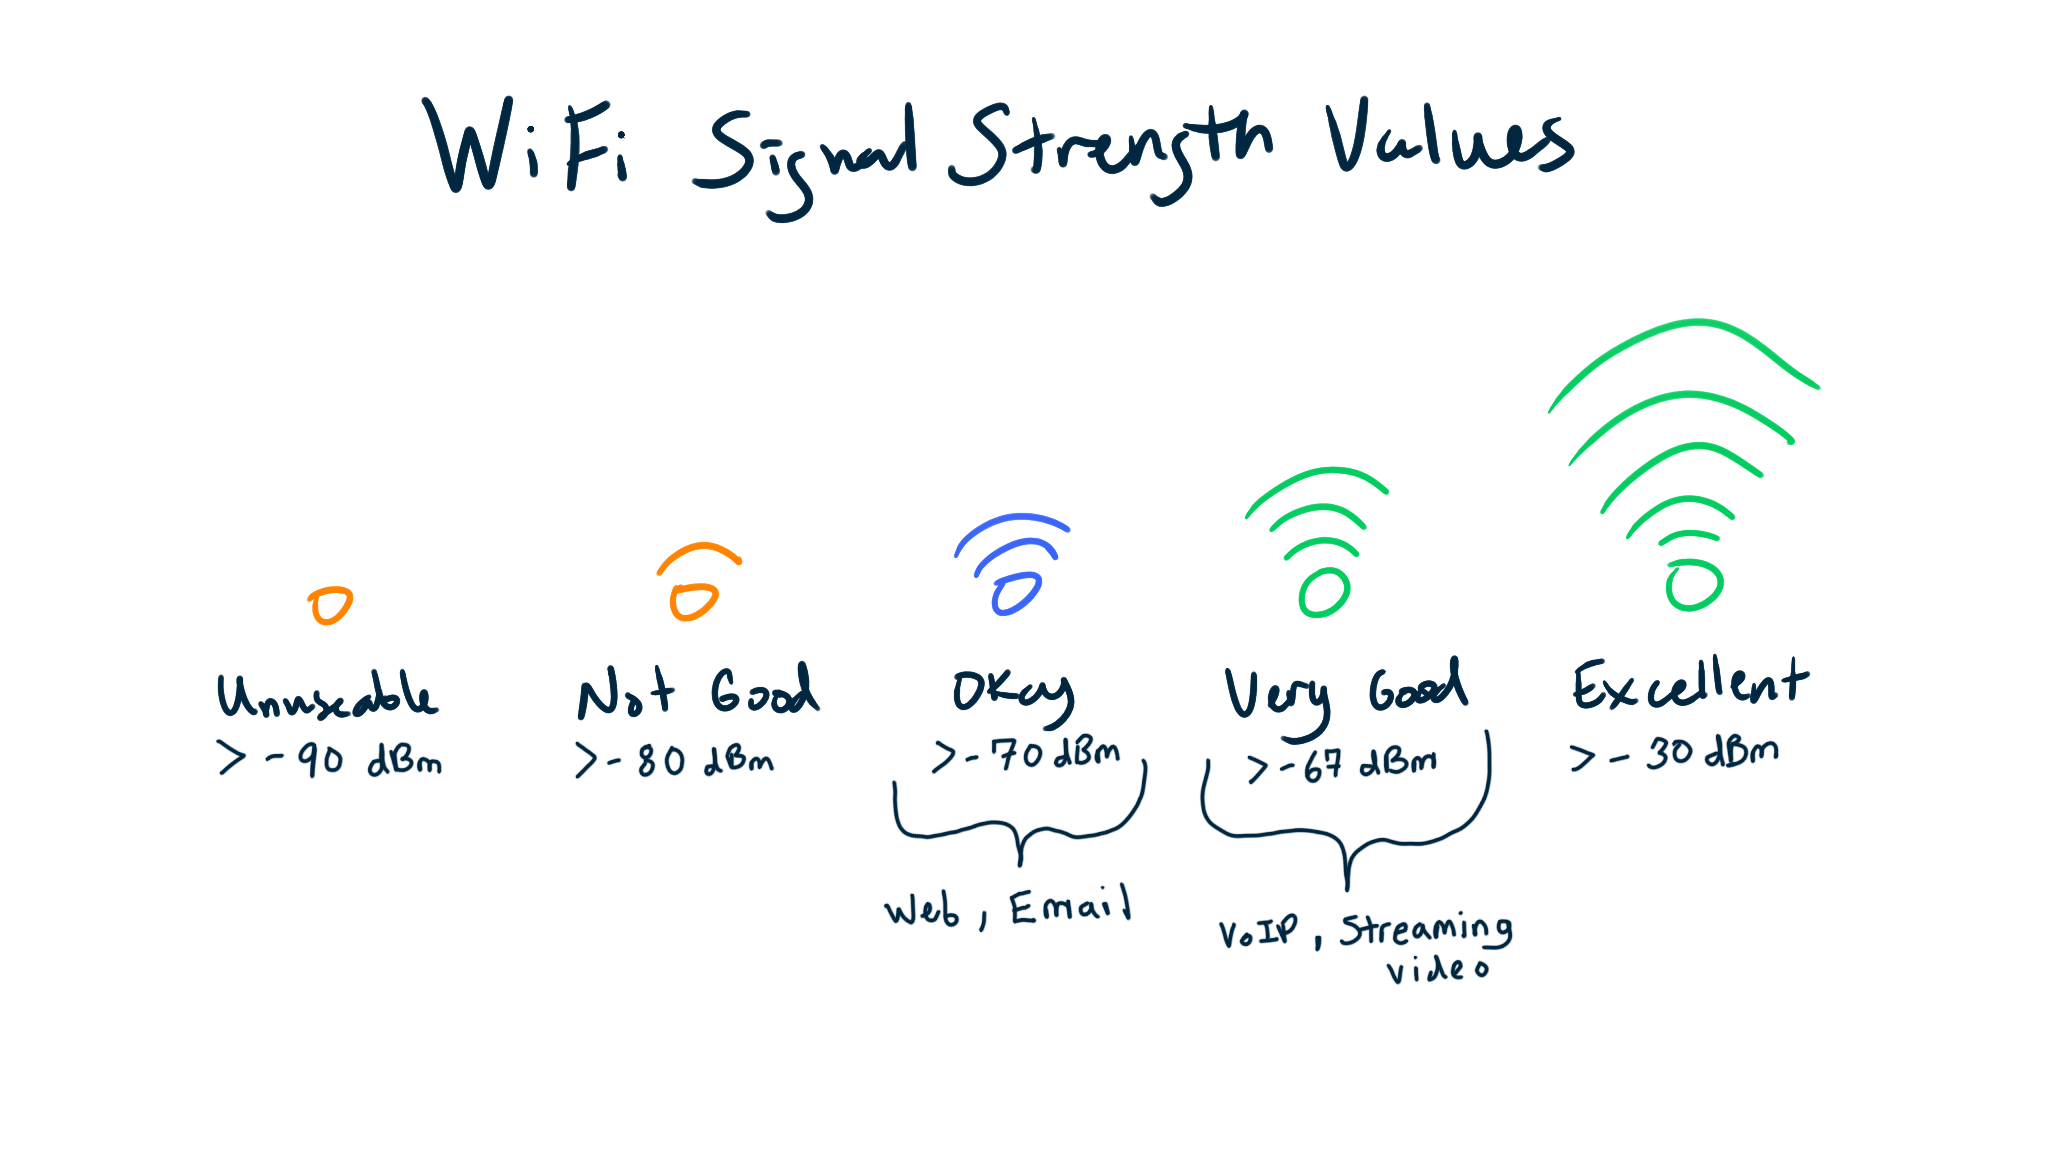 WiFi Signal Strength Values
Unuseable
>-90 dBm
Not Good
>-80 dBm
Okay
>-70 dBm
Web, Email
Very Good
>-67 dBm
VoIP, Streaming
video
Excellent
>-30 dBm